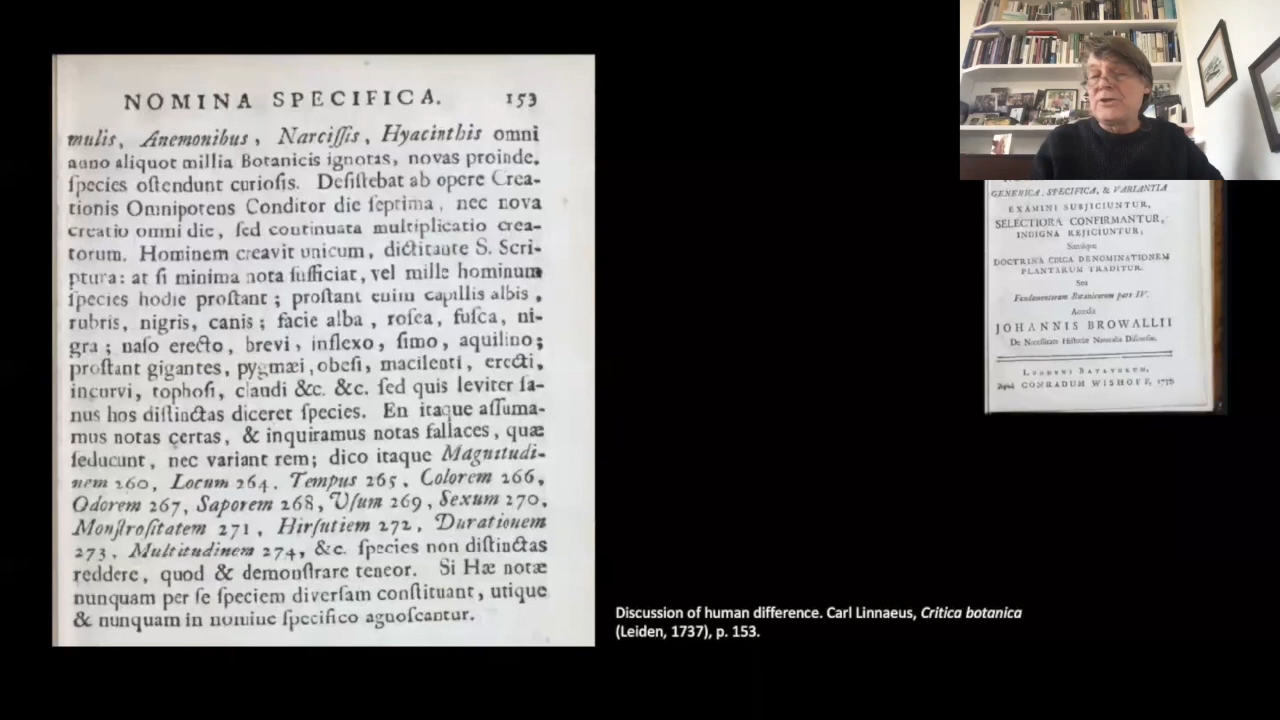 NOMINA SPECIFICA. 153
mulis, Anemonibus, Narcissis, Hyacinthis omni
anno aliquot millia Botanicis ignotas, novas proinde,
ſpecies oſtendunt curioſis. Deſiſtebat ab opere Crea-
tionis Omnipotens Conditor die ſeptima, nec nova
creatio omni die, ſed continuata multiplicatio crea-
torum. Hominem creavit unicum, dictitante S. Scri-
ptura: at ſi minima nota ſufficiat, vel mille hominum
ſpecies hodie proſtant; proſtant enim capillis albis,
rubris, nigris, canis; facie alba, roſea, fuſca, ni-
gra; naſo erecto, brevi, inflexo, ſimo, aquilino;
proſtant gigantes, pygmæi, obeſi, macilenti, erecti,
incurvi, tophoſi, claudi &c. &c. ſed quis leviter ſa-
nus hos diſtinctas diceret ſpecies. En itaque aſſuma-
mus notas certas, & inquiramus notas fallaces, quæ
ſeducunt, nec variant rem; dico itaque Magnitudi-
nem 260, Locum 264, Tempus 265, Colorem 266,
Odorem 267, Saporem 268, Uſum 269, Sexum 270,
Monſtroſitatem 271, Hirſutiem 272, Durationem
273, Multitudinem 274, &c. ſpecies non diſtinctas
reddere, quod & demonſtrare teneor. Si Hæ notæ
nunquam per ſe ſpeciem diverſam conſtituant, utique
& nunquam in nomine ſpecifico agnoſcantur.
GENERICA, SPECIFICA, & VARIANTIA
EXAMINI SUBJICIUNTUR,
SELECTIORA CONFIRMANTUR,
INDIGNA REJICIUNTUR;
Simulque
DOCTRINA CIRCA DENOMINATIONEM
PLANTARUM TRADITUR.
Seu
Fundamentorum Botanicorum pars IV.
Accedit
JOHANNIS BROWALLII
De Necessitate Historiæ Naturalis Discursus.
LUGDUNI BATAVORUM,
Apud CONRADUM WISHOFF, 1737.
Discussion of human difference. Carl Linnaeus, Critica botanica
(Leiden, 1737), p. 153.